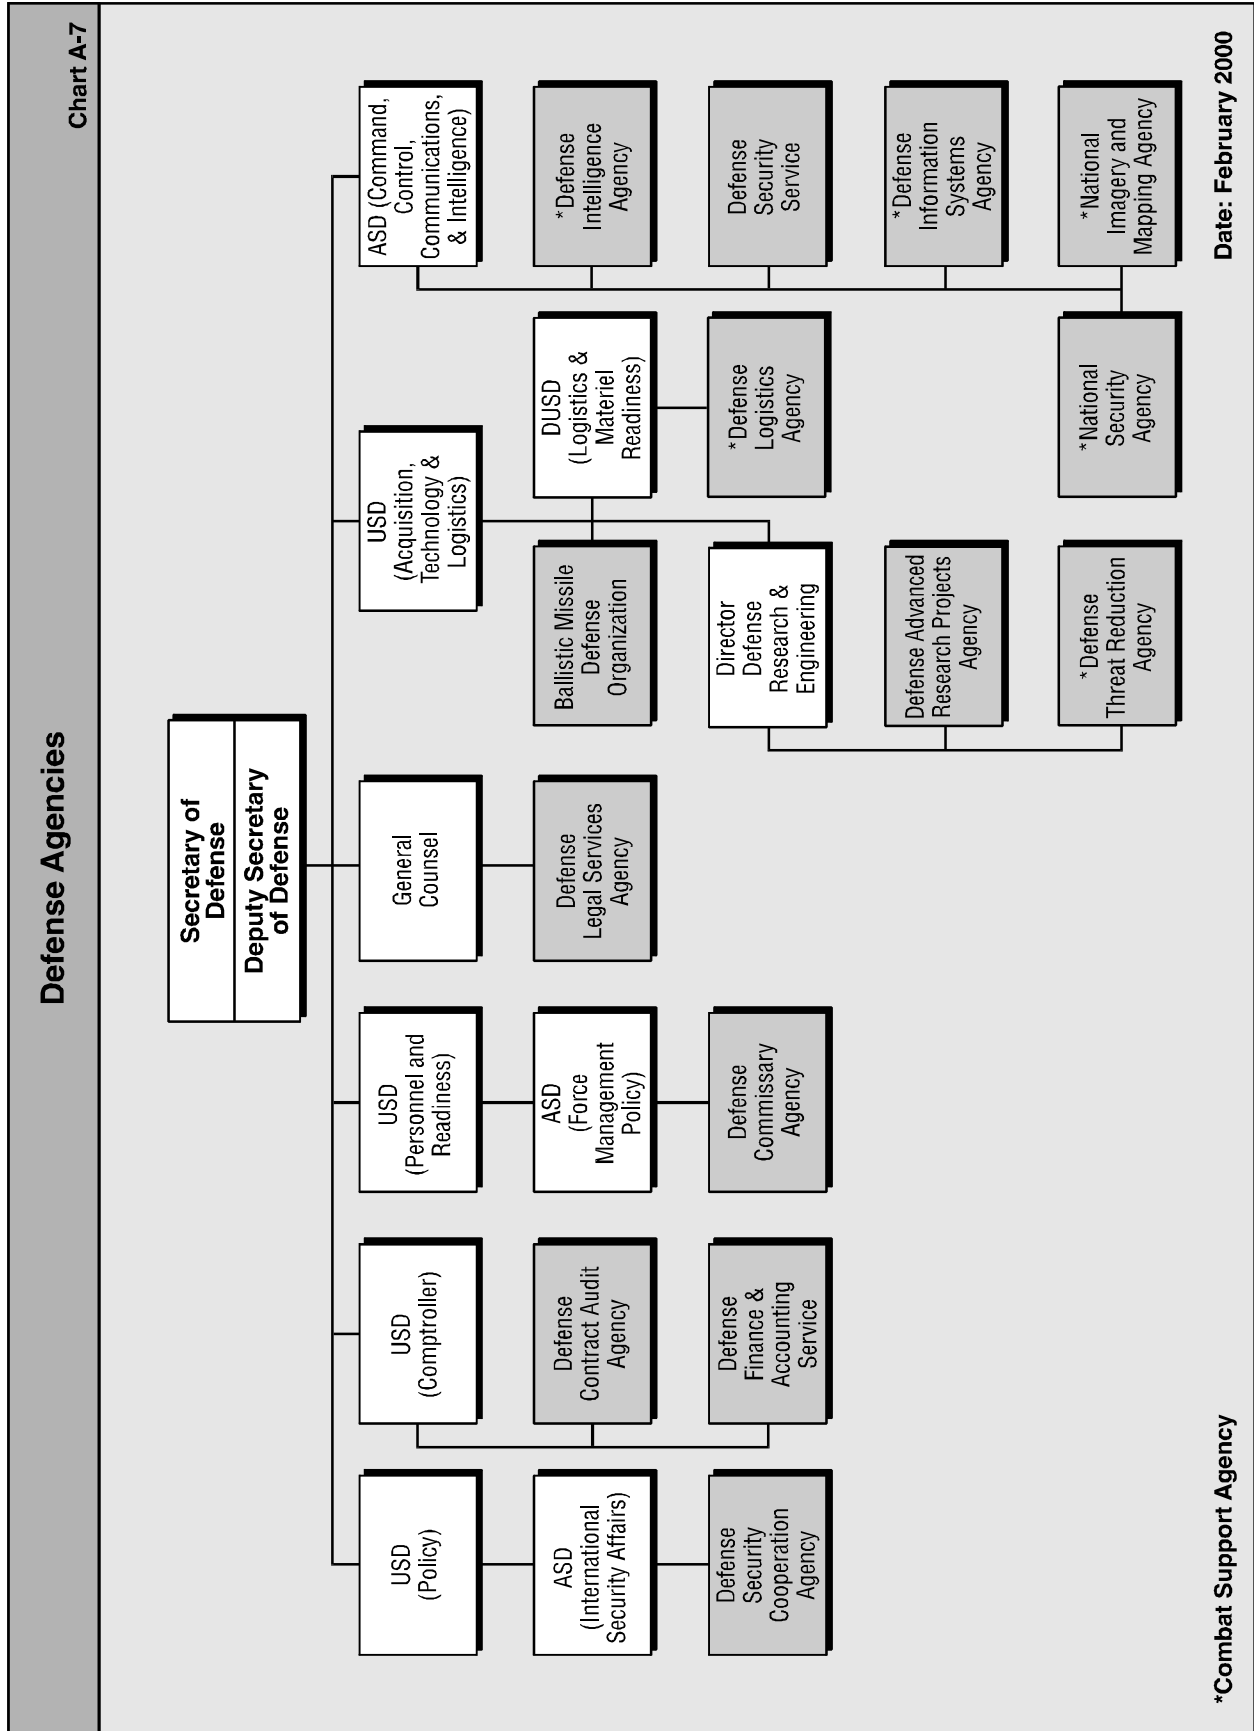 Defense Agencies
Chart A-7
Secretary of
Defense
Deputy Secretary
of Defense
USD
(Policy)
ASD
(International
Security Affairs)
Defense
Security
Cooperation
Agency
USD
(Comptroller)
Defense
Contract Audit
Agency
Defense
Finance &
Accounting
Service
USD
(Personnel and
Readiness)
ASD
(Force
Management
Policy)
Defense
Commissary
Agency
General
Counsel
Defense
Legal Services
Agency
USD
(Acquisition,
Technology &
Logistics)
Ballistic Missile
Defense
Organization
DUSD
(Logistics &
Materiel
Readiness)
*Defense
Logistics
Agency
Director
Defense
Research &
Engineering
Defense Advanced
Research Projects
Agency
*Defense
Threat Reduction
Agency
ASD (Command,
Control,
Communications,
& Intelligence)
*Defense
Intelligence
Agency
Defense
Security
Service
*Defense
Information
Systems
Agency
*National
Imagery and
Mapping Agency
*National
Security
Agency
*Combat Support Agency
Date: February 2000